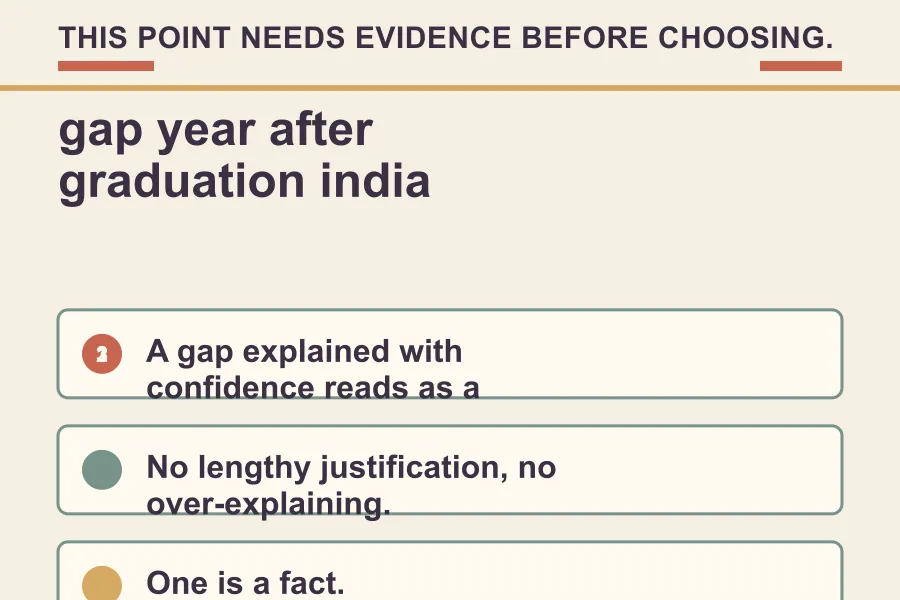 THIS POINT NEEDS EVIDENCE BEFORE CHOOSING.
gap year after
graduation india
A gap explained with
confidence reads as a
No lengthy justification, no
over-explaining.
One is a fact.